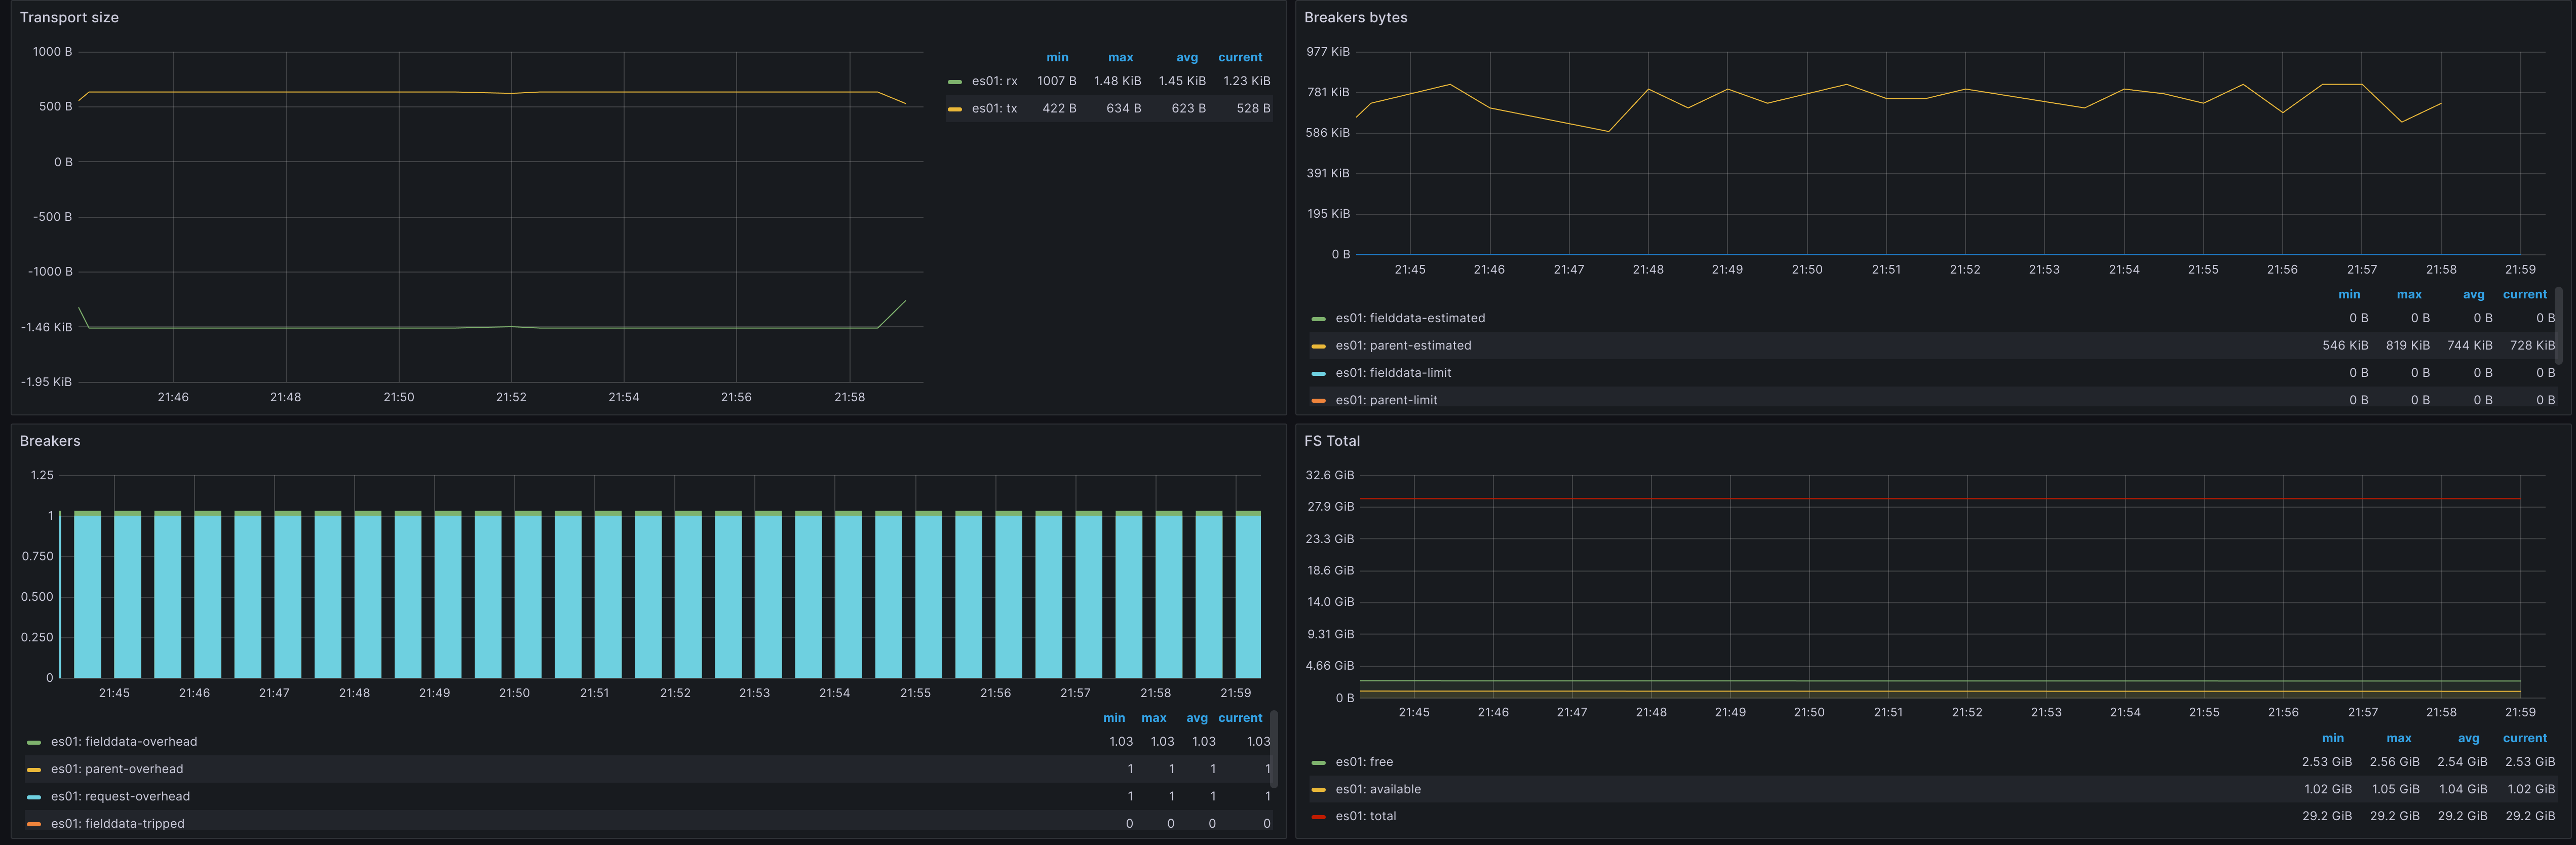 Transport size
1000 B
500 B
0 B
-500 B
-1000 B
-1.46 KiB
-1.95 KiB
21:46 21:48 21:50 21:52 21:54 21:56 21:58
min max avg current
es01: rx 1007 B 1.48 KiB 1.45 KiB 1.23 KiB
es01: tx 422 B 634 B 623 B 528 B
Breakers bytes
977 KiB
781 KiB
586 KiB
391 KiB
195 KiB
0 B
21:45 21:46 21:47 21:48 21:49 21:50 21:51 21:52 21:53 21:54 21:55 21:56 21:57 21:58 21:59
min max avg current
es01: fielddata-estimated 0 B 0 B 0 B 0 B
es01: parent-estimated 546 KiB 819 KiB 744 KiB 728 KiB
es01: fielddata-limit 0 B 0 B 0 B 0 B
es01: parent-limit 0 B 0 B 0 B 0 B
Breakers
1.25
1
0.750
0.500
0.250
0
21:45 21:46 21:47 21:48 21:49 21:50 21:51 21:52 21:53 21:54 21:55 21:56 21:57 21:58 21:59
min max avg current
es01: fielddata-overhead 1.03 1.03 1.03 1.03
es01: parent-overhead 1 1 1 1
es01: request-overhead 1 1 1 1
es01: fielddata-tripped 0 0 0 0
FS Total
32.6 GiB
27.9 GiB
23.3 GiB
18.6 GiB
14.0 GiB
9.31 GiB
4.66 GiB
0 B
21:45 21:46 21:47 21:48 21:49 21:50 21:51 21:52 21:53 21:54 21:55 21:56 21:57 21:58 21:59
min max avg current
es01: free 2.53 GiB 2.56 GiB 2.54 GiB 2.53 GiB
es01: available 1.02 GiB 1.05 GiB 1.04 GiB 1.02 GiB
es01: total 29.2 GiB 29.2 GiB 29.2 GiB 29.2 GiB